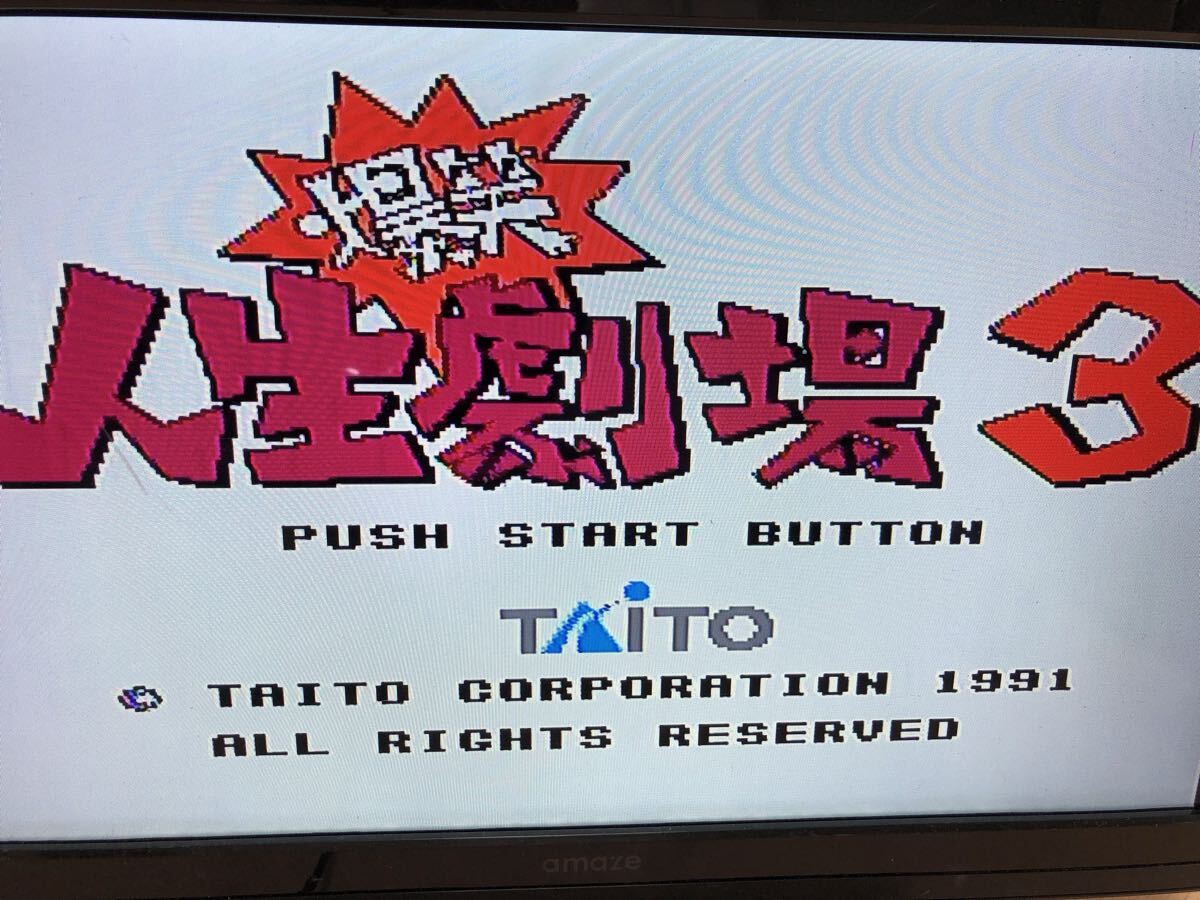 爆笑
人生劇場3
PUSH START BUTTON
TAITO
© TAITO CORPORATION 1991
ALL RIGHTS RESERVED
amaze